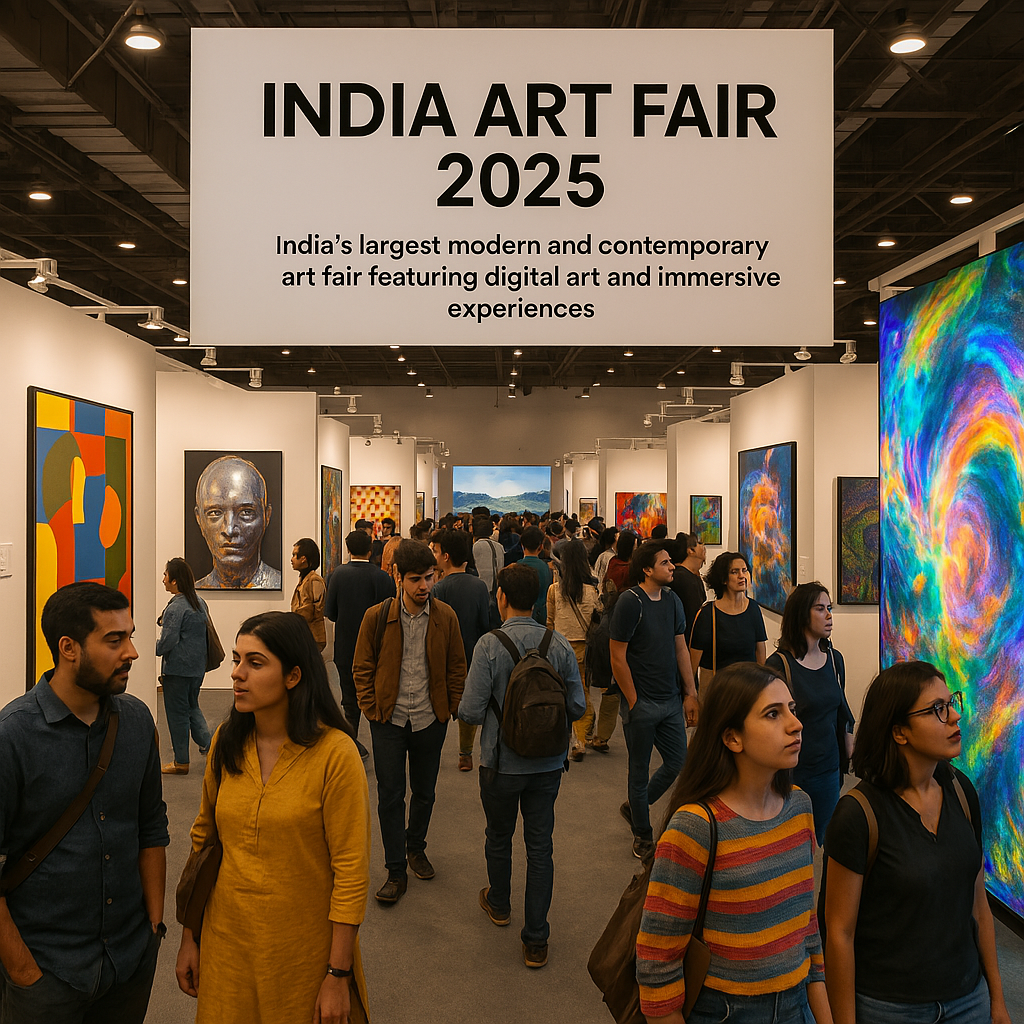 INDIA ART FAIR
2025
India's largest modern and contemporary
art fair featuring digital art and immersive
experiences